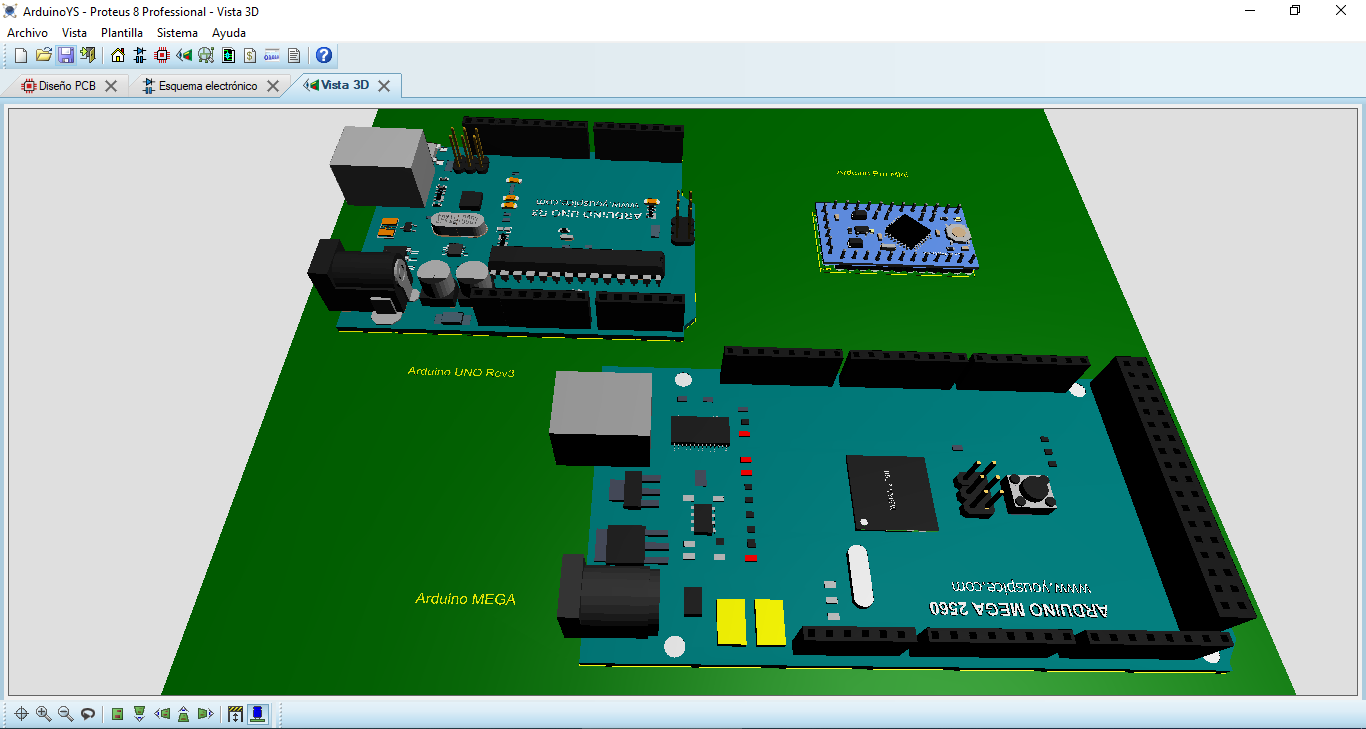 ArduinoYS - Proteus 8 Professional - Vista 3D
Archivo Vista Plantilla Sistema Ayuda
Diseño PCB Esquema electrónico Vista 3D
Arduino Pro Mini
www.youspice.com
ARDUINO UNO R3
Arduino UNO Rev3
Arduino MEGA
www.youspice.com
ARDUINO MEGA 2560